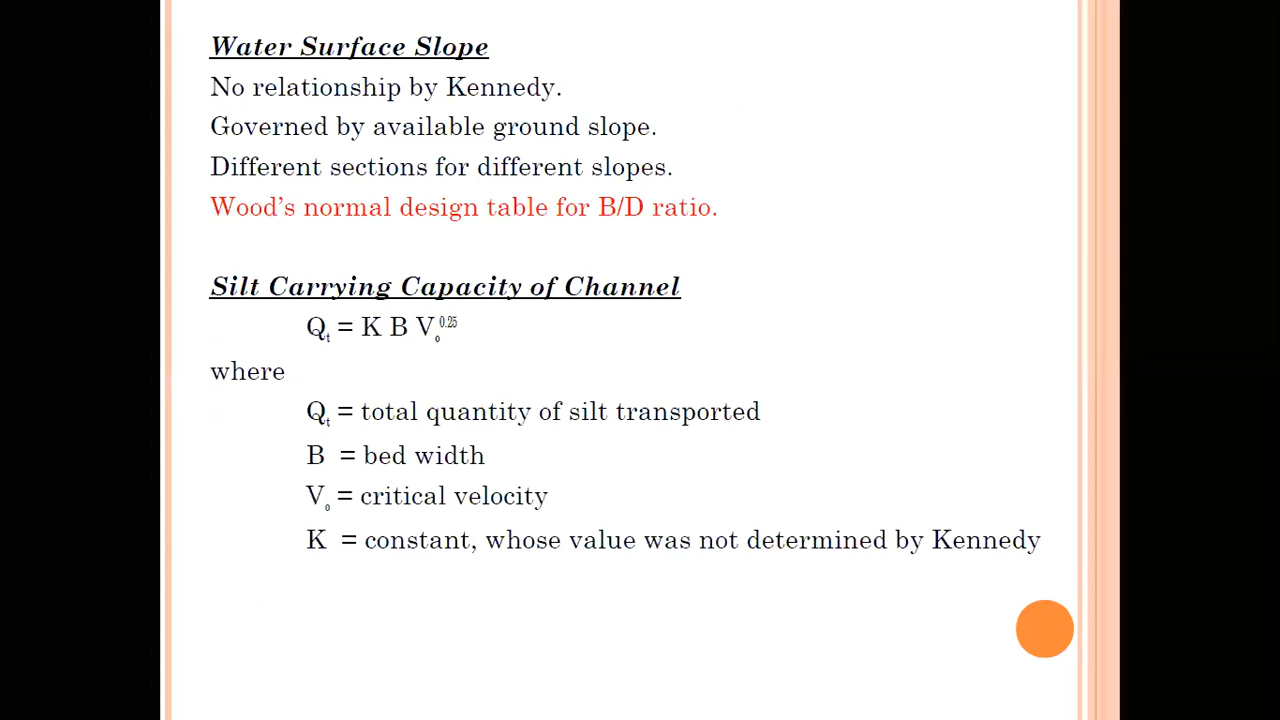 Water Surface Slope
No relationship by Kennedy.
Governed by available ground slope.
Different sections for different slopes.
Wood's normal design table for B/D ratio.
Silt Carrying Capacity of Channel
Qt = K B Vo0.25
where
Qt = total quantity of silt transported
B = bed width
Vo = critical velocity
K = constant, whose value was not determined by Kennedy